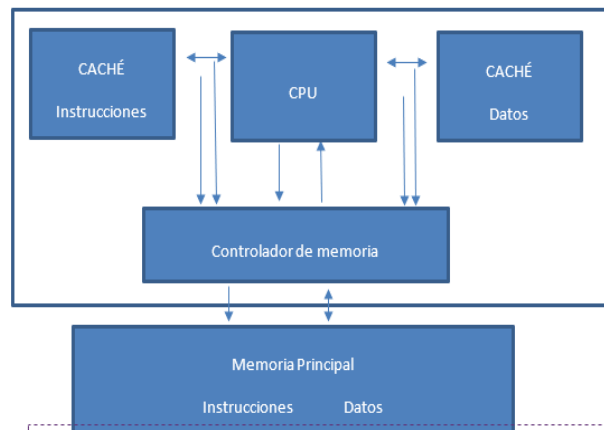 CACHÉ
Instrucciones
CPU
CACHÉ
Datos
Controlador de memoria
Memoria Principal
Instrucciones Datos